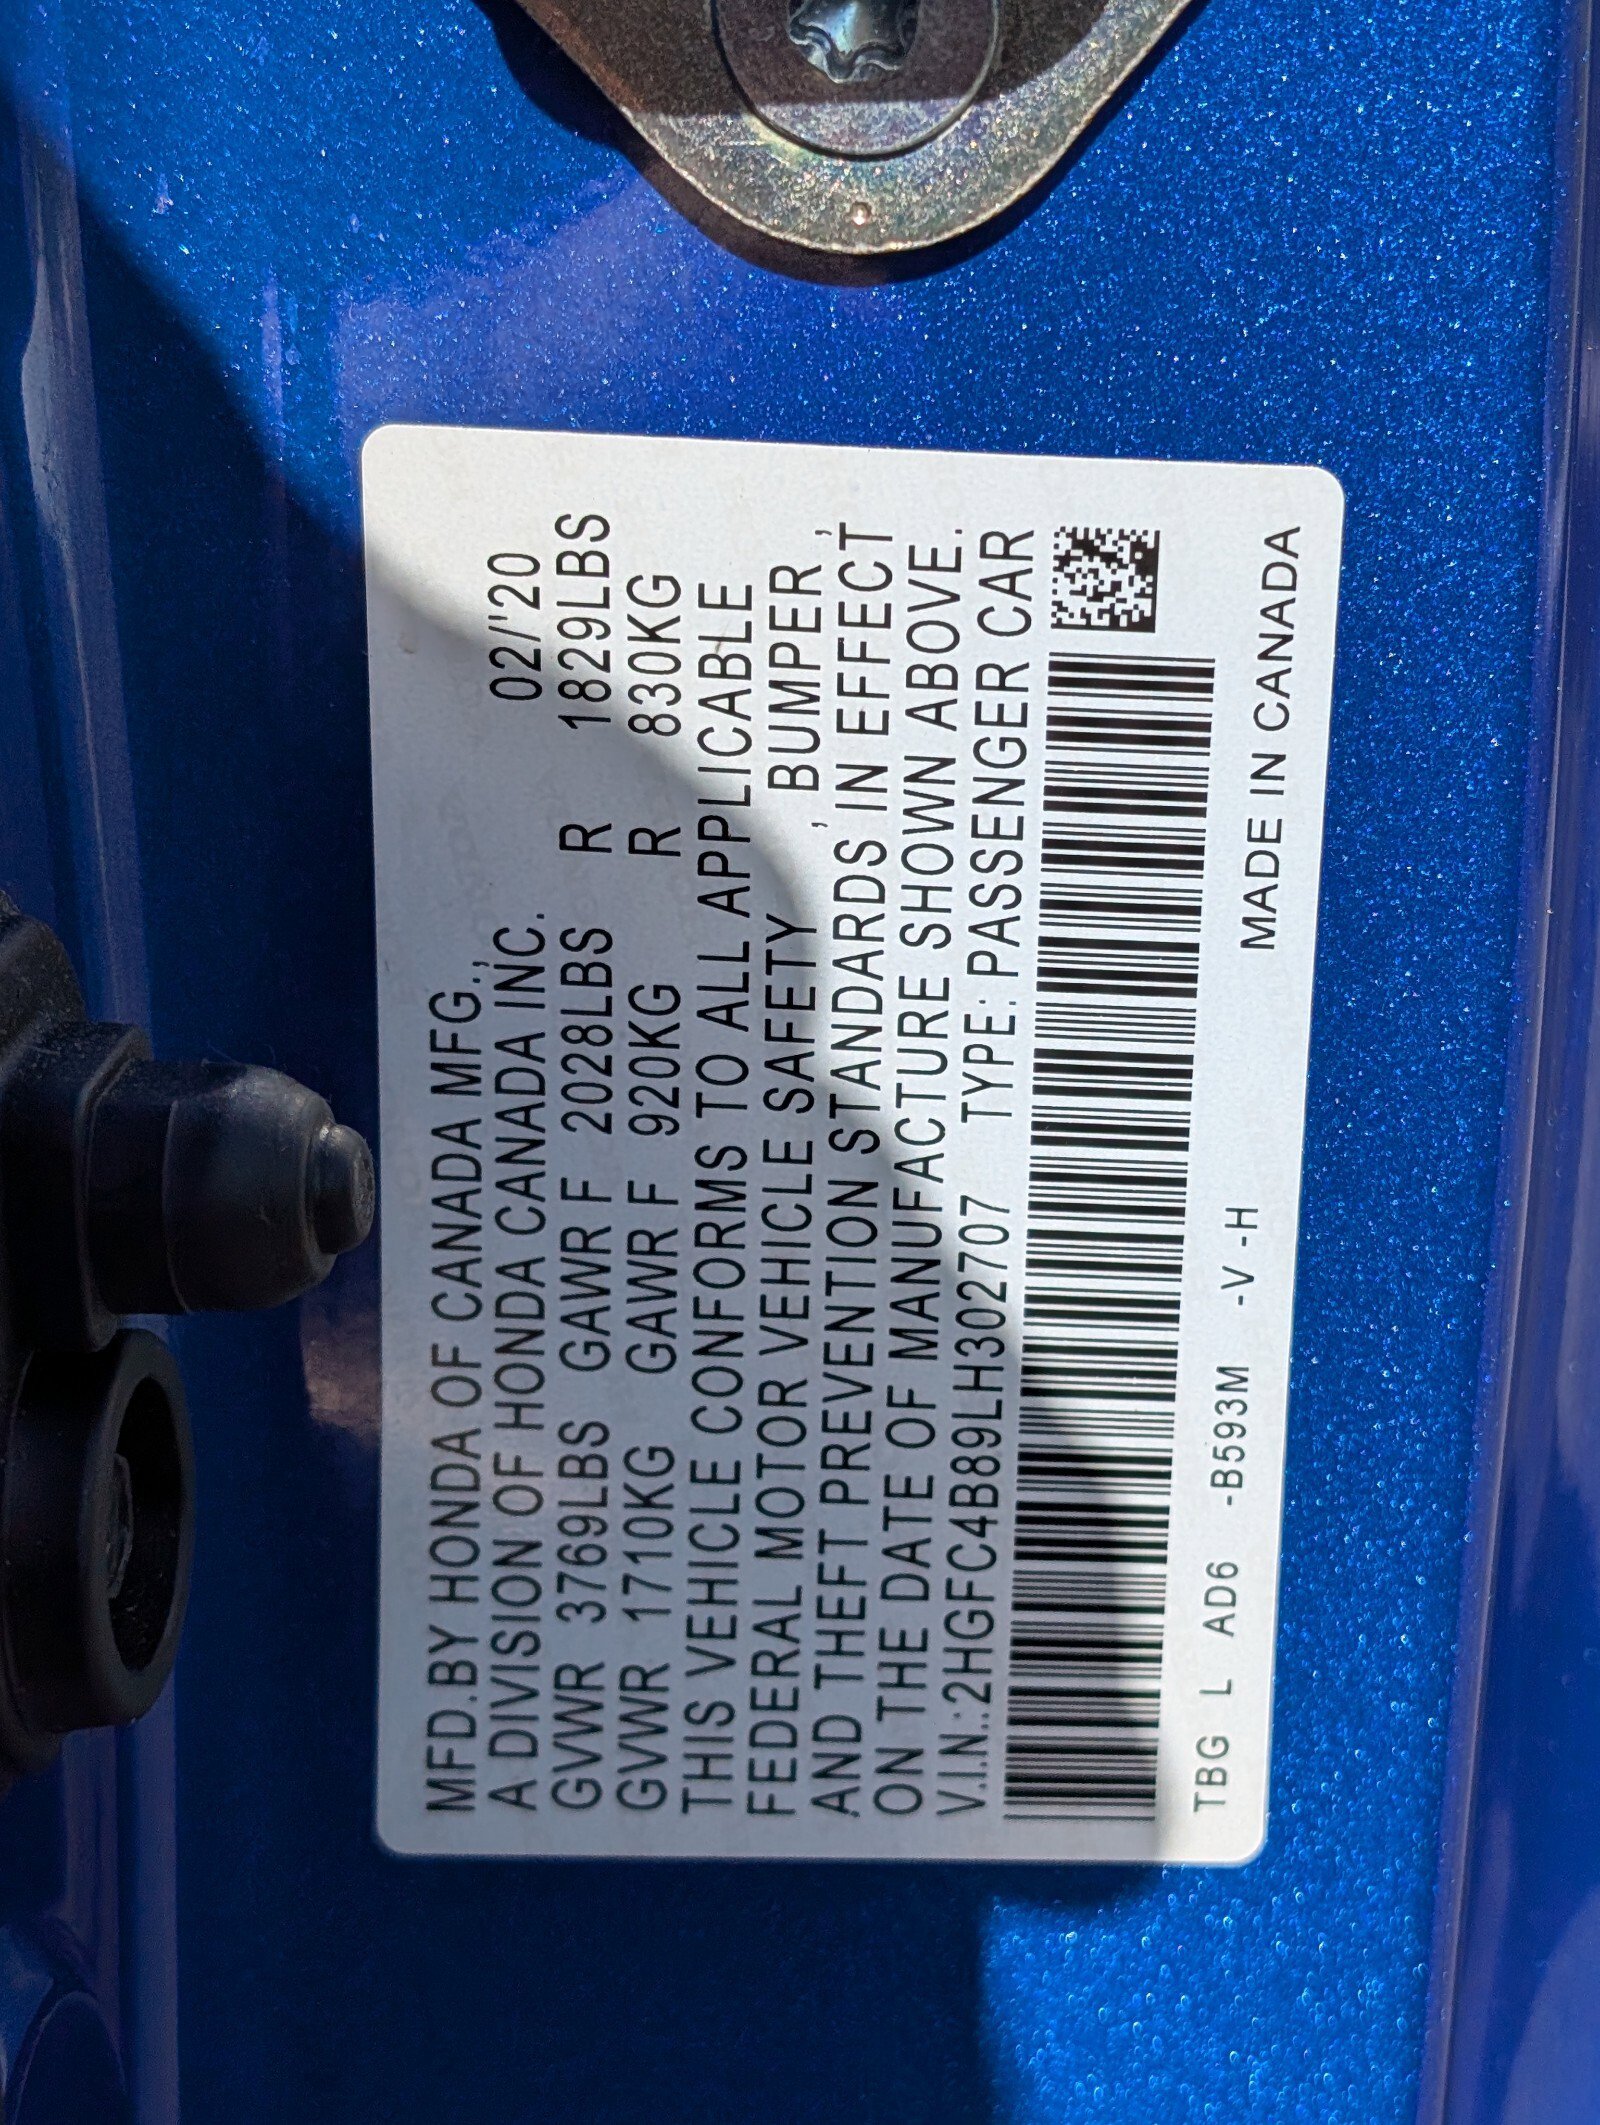 MFD.BY HONDA OF CANADA MFG.,
A DIVISION OF HONDA CANADA INC. 02/'20
GVWR 3769LBS GAWR F 2028LBS R 1829LBS
GVWR 1710KG GAWR F 920KG R 830KG
THIS VEHICLE CONFORMS TO ALL APPLICABLE
FEDERAL MOTOR VEHICLE SAFETY, BUMPER,
AND THEFT PREVENTION STANDARDS IN EFFECT
ON THE DATE OF MANUFACTURE SHOWN ABOVE.
V.I.N.:2HGFC4B89LH302707 TYPE: PASSENGER CAR
TBG L AD6 -B593M -V -H MADE IN CANADA